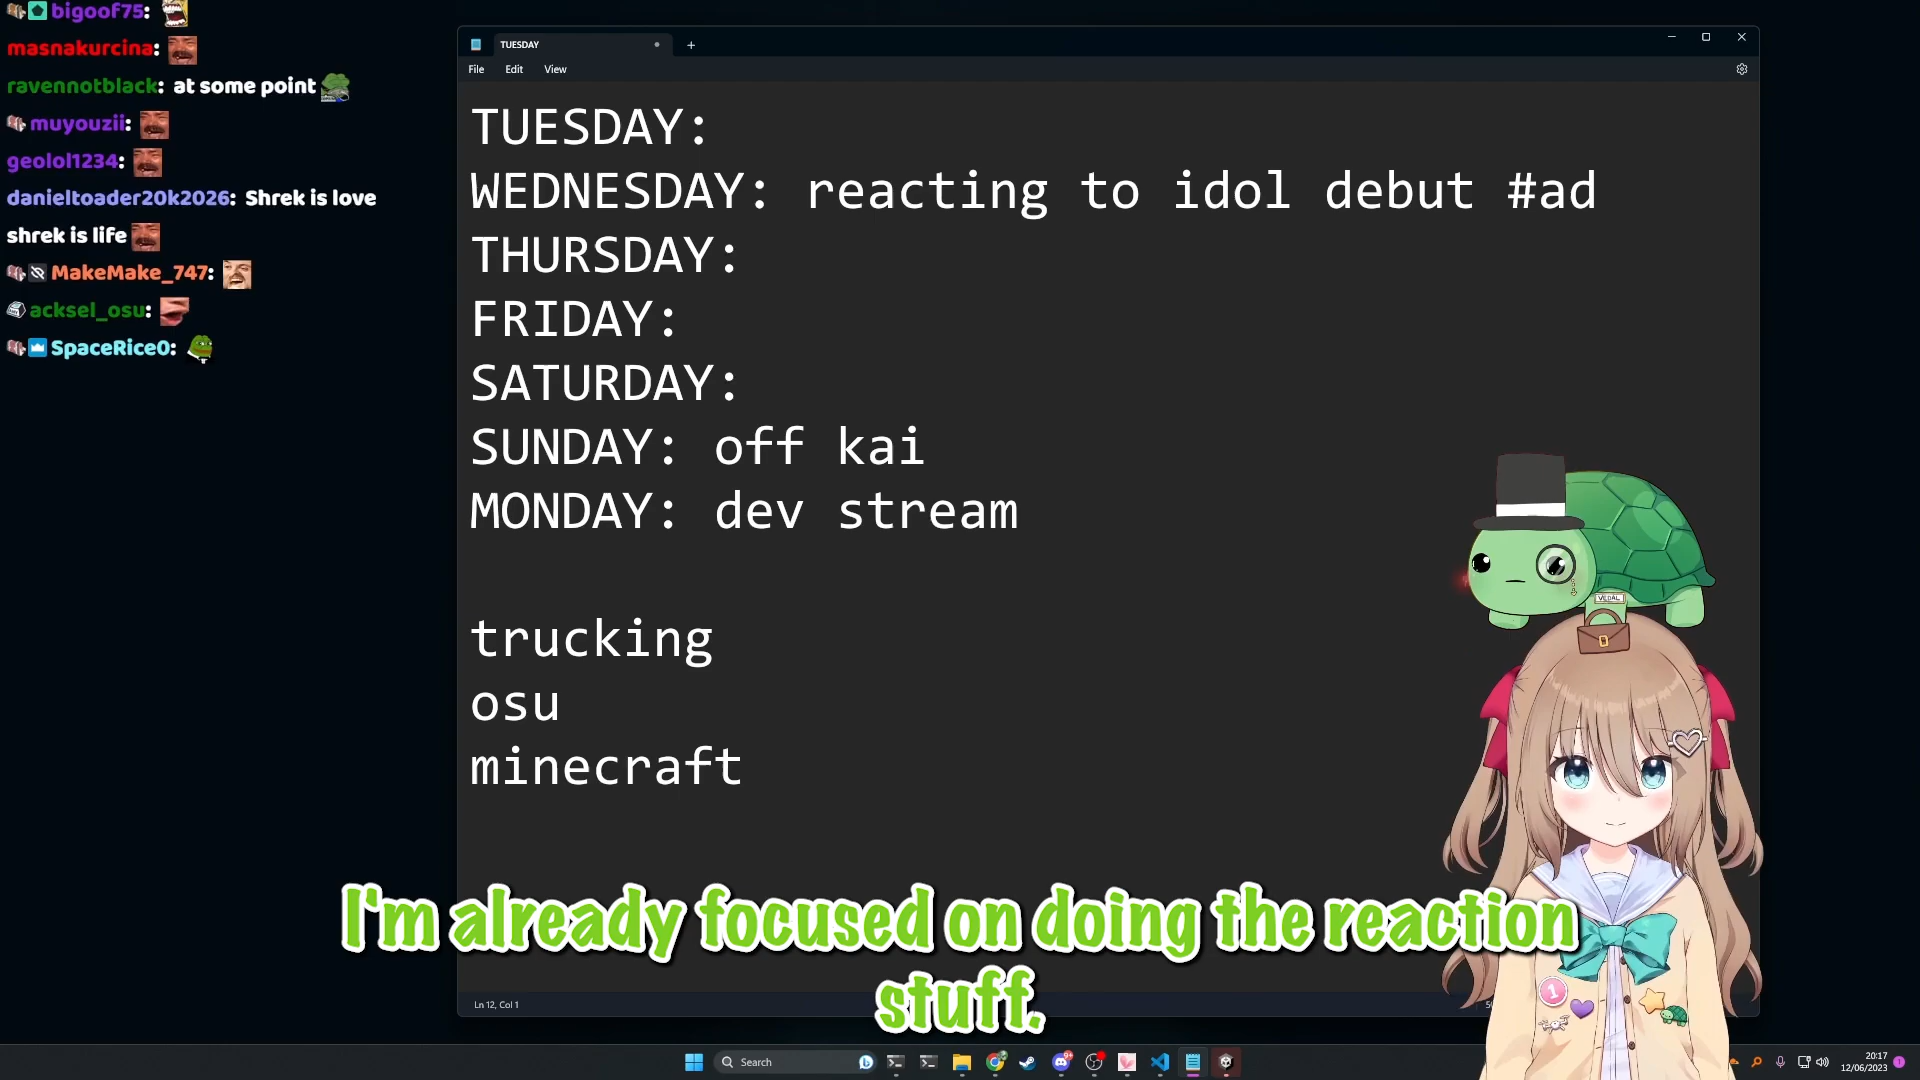 bigoof75:
masnakurcina:
ravennotblack: at some point
muyouzii:
geolol1234:
danieltoader20k2026: Shrek is love
shrek is life
MakeMake_747:
acksel_osu:
SpaceRice0:
TUESDAY
File Edit View
TUESDAY:
WEDNESDAY: reacting to idol debut #ad
THURSDAY:
FRIDAY:
SATURDAY:
SUNDAY: off kai
MONDAY: dev stream
trucking
osu
minecraft
VEDAL
I'm already focused on doing the reaction
stuff.
Ln 12, Col 1
Search
20:17
12/06/2023